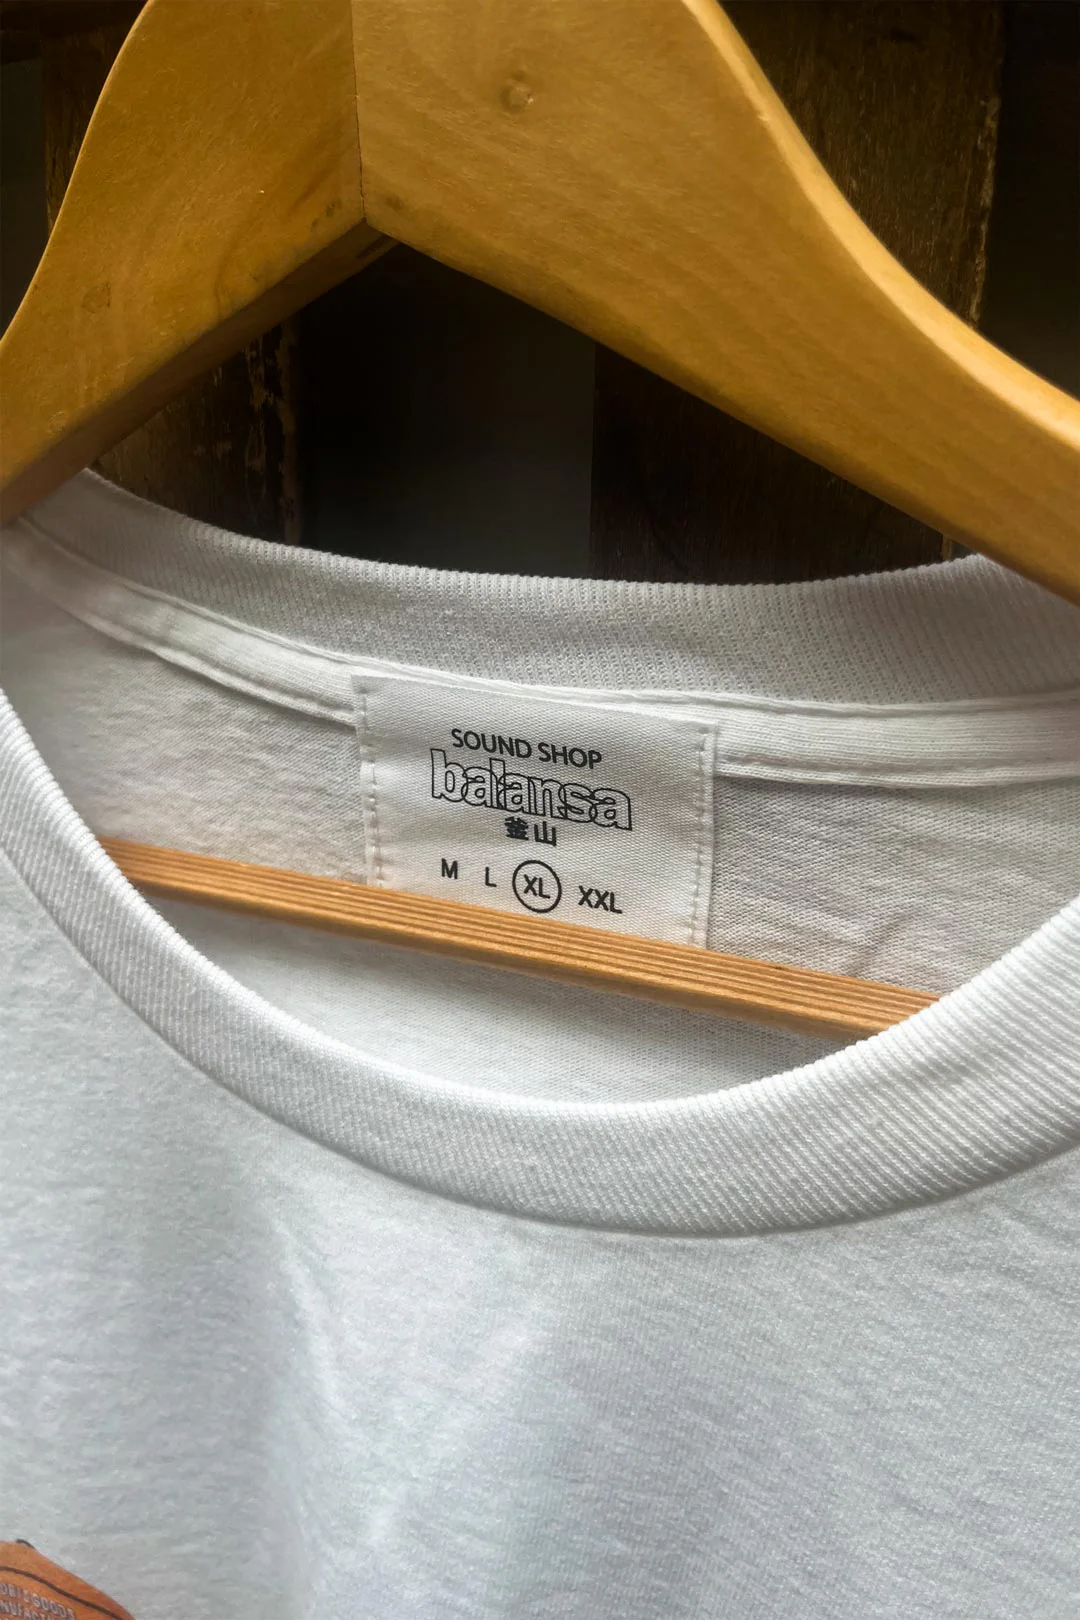 SOUND SHOP
balansa
釜山
M L XL XXL